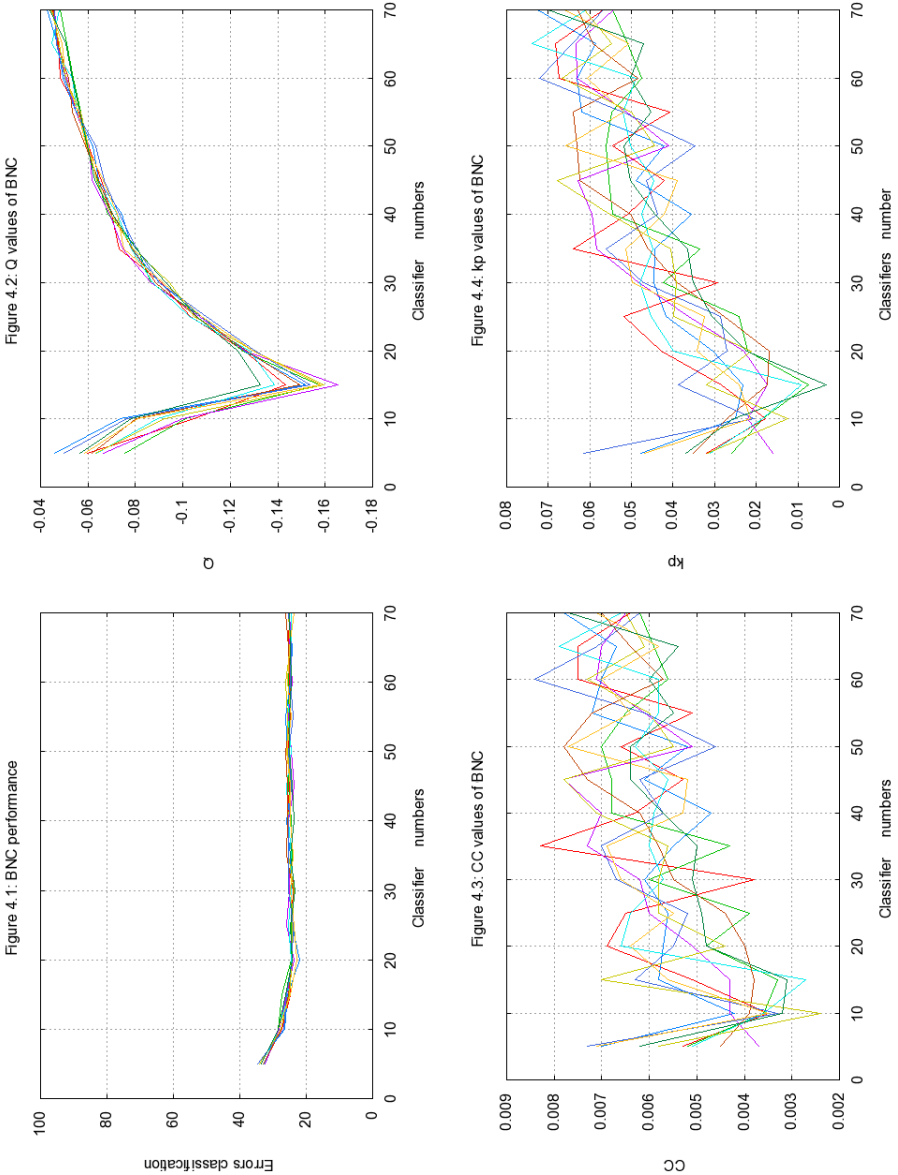 Figure 4.1: BNC performance
Errors classification
100
80
60
40
20
0
0 10 20 30 40 50 60 70
Classifier numbers
Figure 4.2: Q values of BNC
Q
-0.04
-0.06
-0.08
-0.1
-0.12
-0.14
-0.16
-0.18
0 10 20 30 40 50 60 70
Classifier numbers
Figure 4.3: CC values of BNC
CC
0.009
0.008
0.007
0.006
0.005
0.004
0.003
0.002
0 10 20 30 40 50 60 70
Classifier numbers
Figure 4.4: kp values of BNC
kp
0.08
0.07
0.06
0.05
0.04
0.03
0.02
0.01
0
0 10 20 30 40 50 60 70
Classifiers number